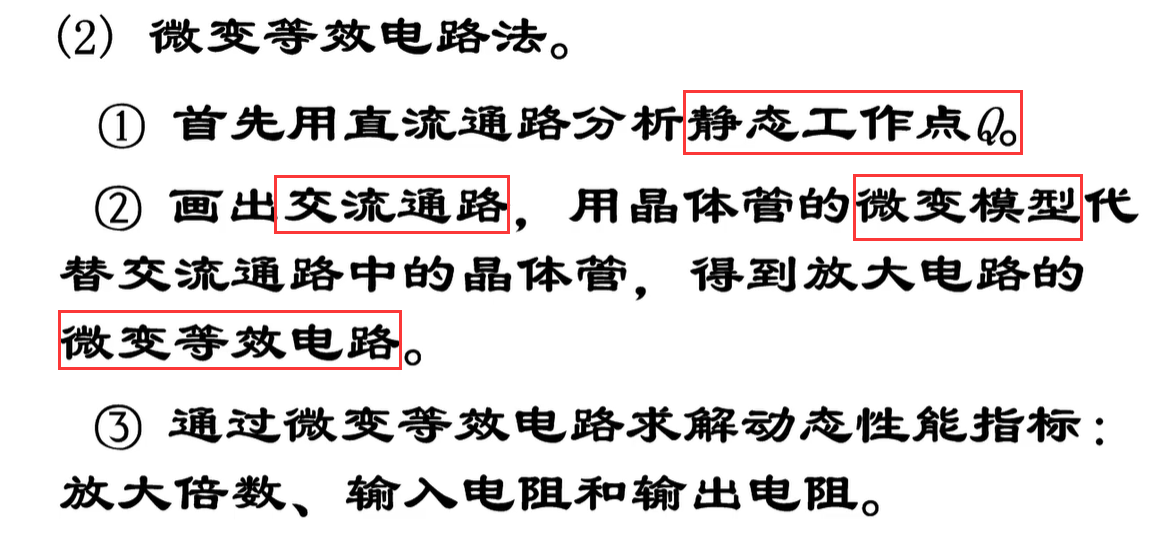 (2) 微变等效电路法。
① 首先用直流通路分析静态工作点Q。
② 画出交流通路，用晶体管的微变模型代
替交流通路中的晶体管，得到放大电路的
微变等效电路。
③ 通过微变等效电路求解动态性能指标：
放大倍数、输入电阻和输出电阻。